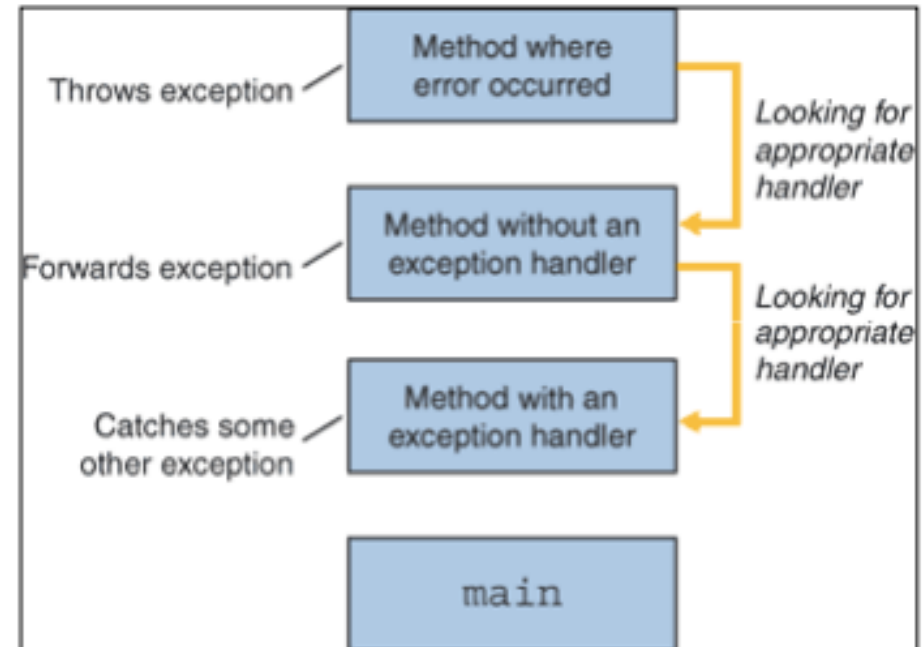 Method where
error occurred
Throws exception
Looking for
appropriate
handler
Method without an
exception handler
Forwards exception
Looking for
appropriate
handler
Method with an
exception handler
Catches some
other exception
main